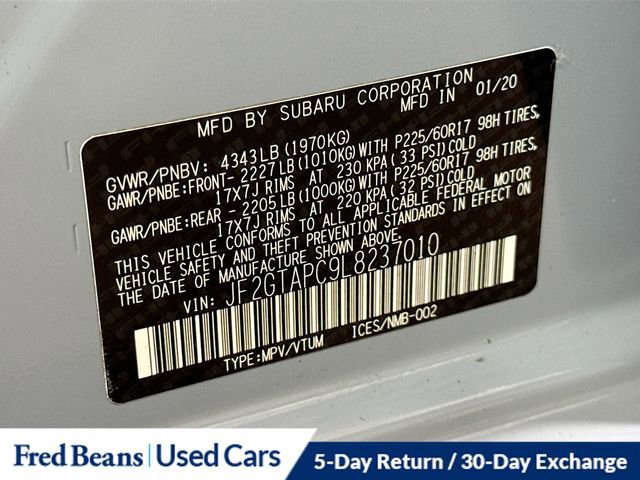 MFD BY SUBARU CORPORATION
MFD IN 01/20
GVWR/PNBV: 4343LB(1970KG)
GAWR/PNBE:FRONT- 2227LB(1010KG)WITH P225/60R17 98H TIRES,
17X7J RIMS AT 230 KPA(33 PSI)COLD
GAWR/PNBE:REAR - 2205LB(1000KG)WITH P225/60R17 98H TIRES,
17X7J RIMS AT 220 KPA(32 PSI)COLD
THIS VEHICLE CONFORMS TO ALL APPLICABLE FEDERAL MOTOR
VEHICLE SAFETY AND THEFT PREVENTION STANDARDS IN EFFECT ON
THE DATE OF MANUFACTURE SHOWN ABOVE.
VIN: JF2GTAPC9L8237010
TYPE:MPV/VTUM ICES/NMB-002
Fred Beans | Used Cars
5-Day Return / 30-Day Exchange